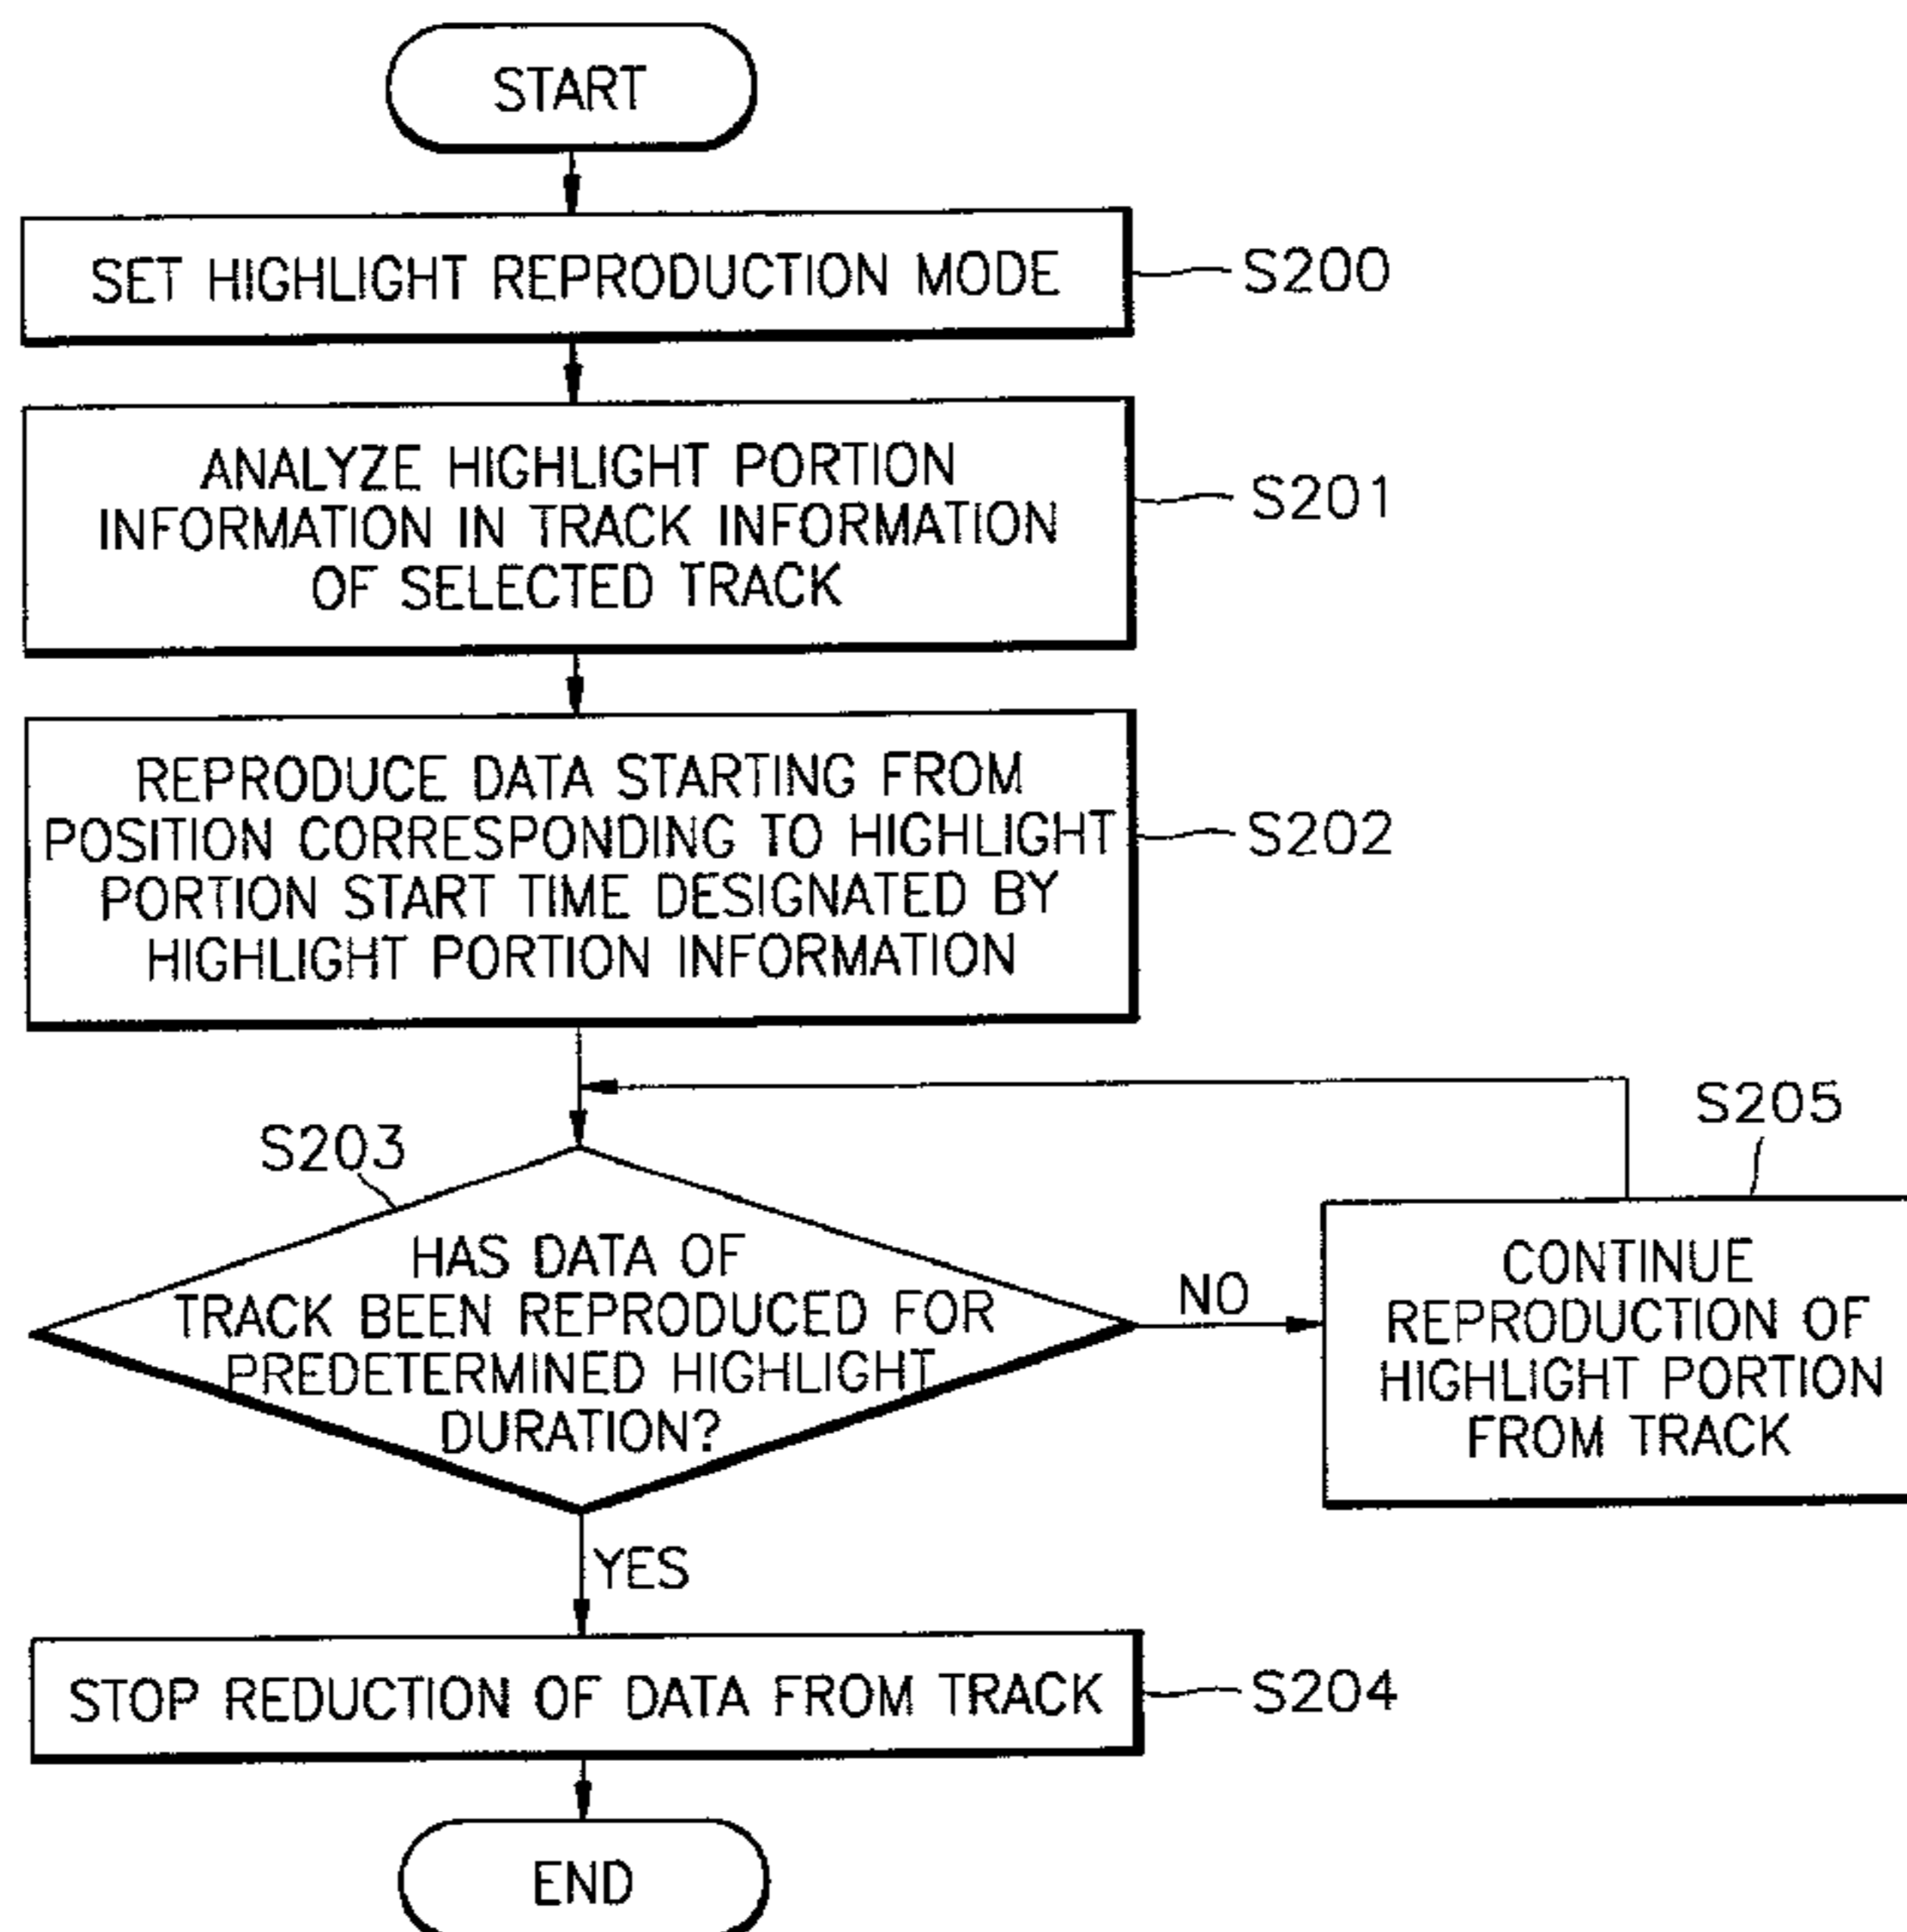 START
SET HIGHLIGHT REPRODUCTION MODE
S200
ANALYZE HIGHLIGHT PORTION
INFORMATION IN TRACK INFORMATION
OF SELECTED TRACK
S201
REPRODUCE DATA STARTING FROM
POSITION CORRESPONDING TO HIGHLIGHT
PORTION START TIME DESIGNATED BY
HIGHLIGHT PORTION INFORMATION
S202
S203
HAS DATA OF
TRACK BEEN REPRODUCED FOR
PREDETERMINED HIGHLIGHT
DURATION?
NO
S205
CONTINUE
REPRODUCTION OF
HIGHLIGHT PORTION
FROM TRACK
YES
STOP REDUCTION OF DATA FROM TRACK
S204
END